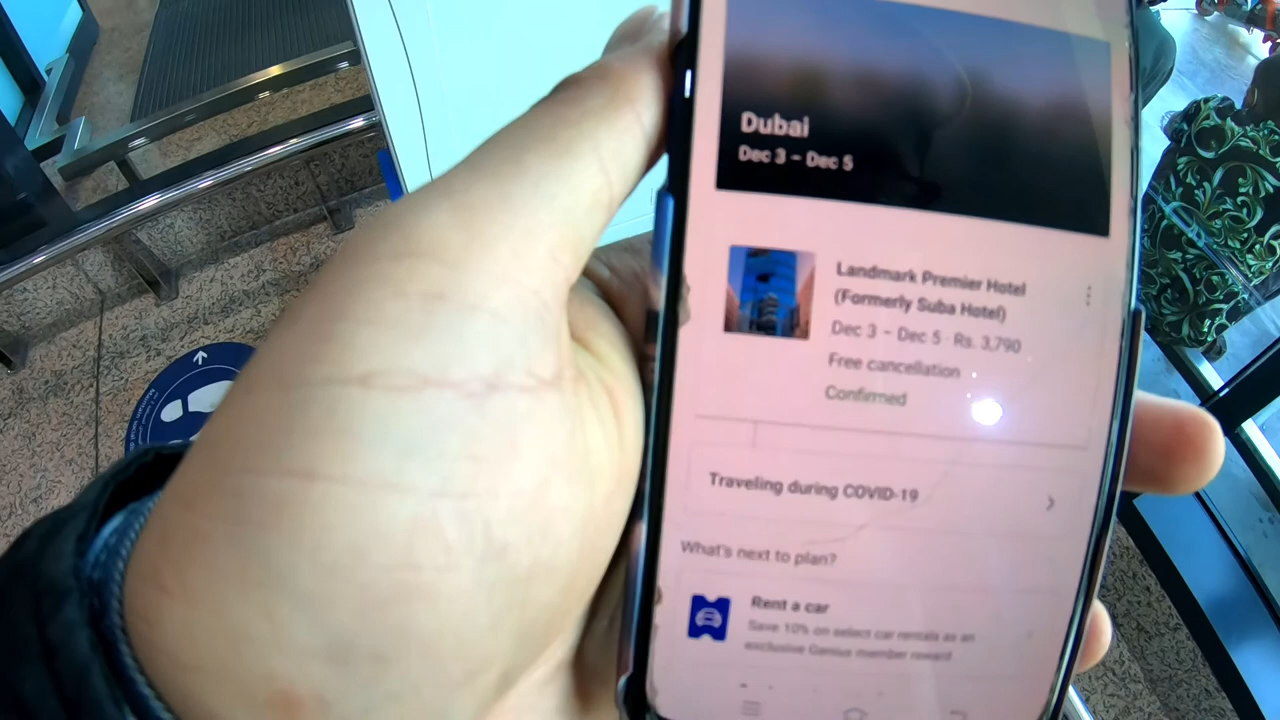 Dubai
Dec 3 – Dec 5
Landmark Premier Hotel
(Formerly Suba Hotel)
Dec 3 – Dec 5 · Rs. 3,790
Free cancellation
Confirmed
Traveling during COVID-19
What's next to plan?
Rent a car
Save 10% on select car rentals as an
exclusive Genius member reward